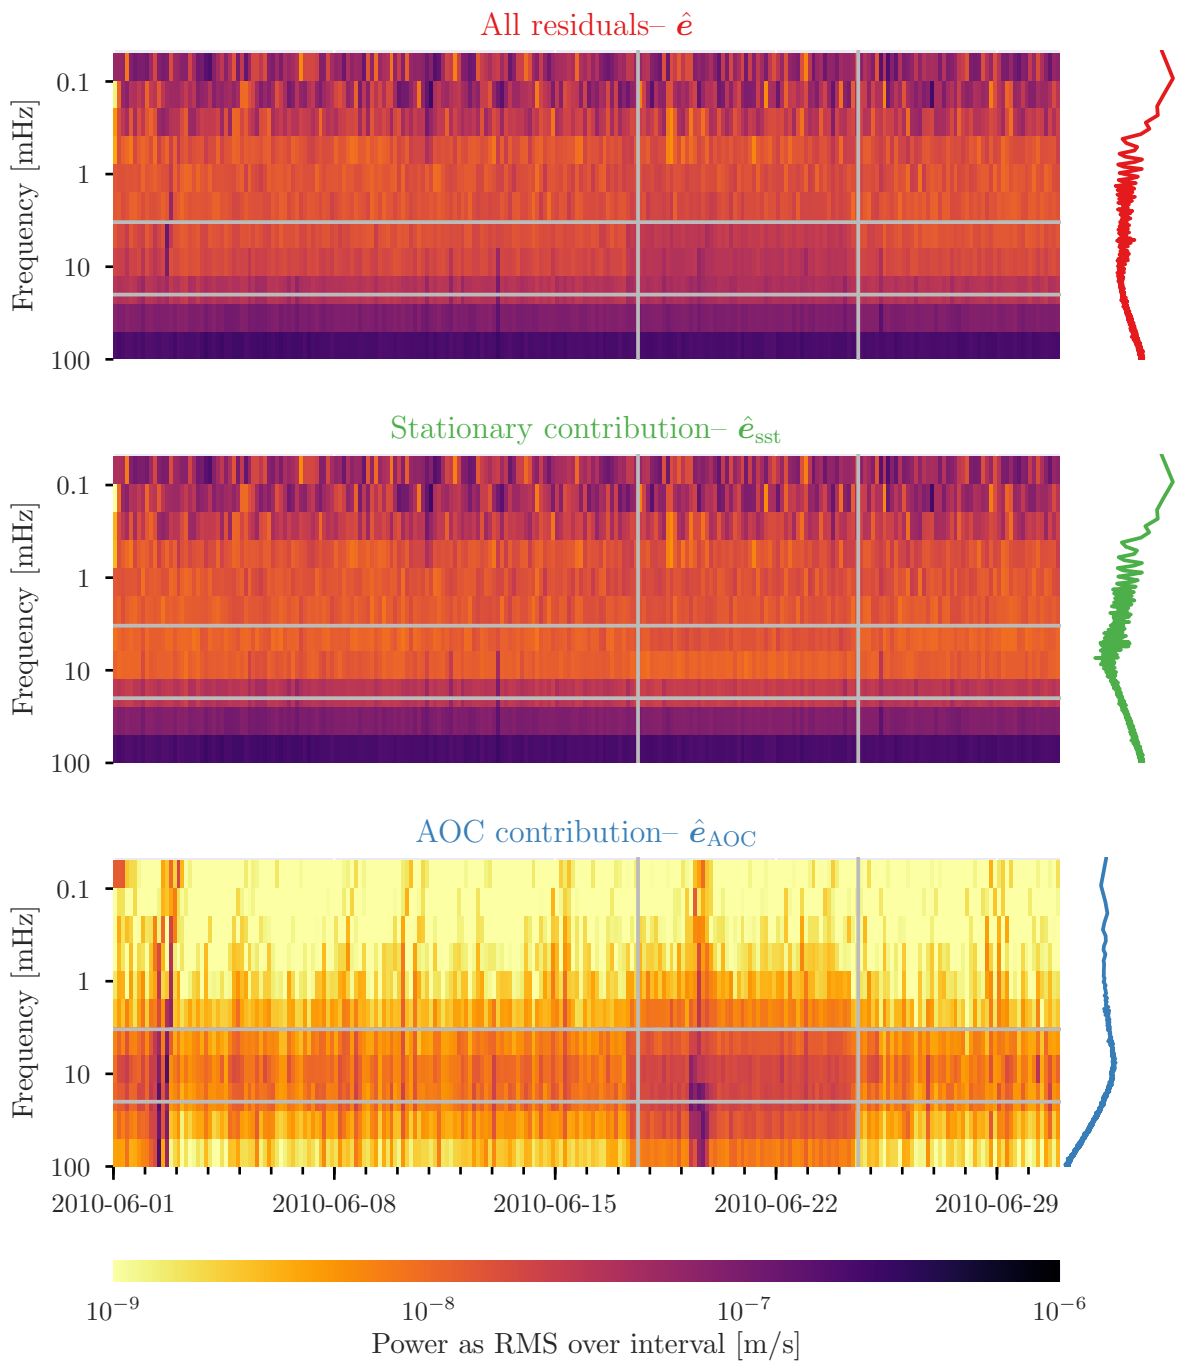 All residuals– ê
0.1
1
10
100
Frequency [mHz]
Stationary contribution– ê_sst
0.1
1
10
100
Frequency [mHz]
AOC contribution– ê_AOC
0.1
1
10
100
Frequency [mHz]
2010-06-01 2010-06-08 2010-06-15 2010-06-22 2010-06-29
10⁻⁹ 10⁻⁸ 10⁻⁷ 10⁻⁶
Power as RMS over interval [m/s]